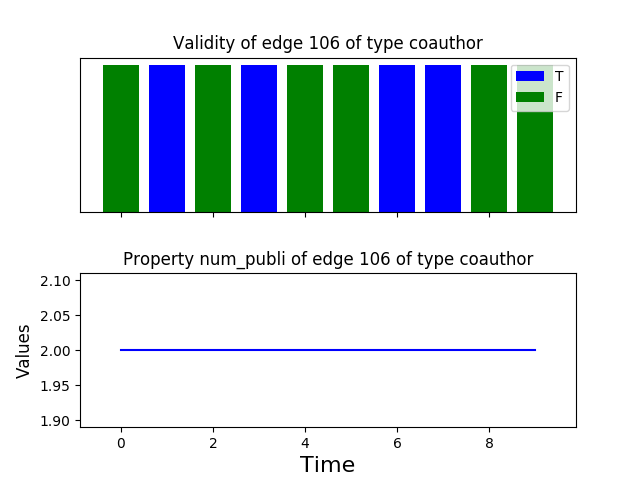 Validity of edge 106 of type coauthor
T
F
Property num_publi of edge 106 of type coauthor
2.10
2.05
2.00
1.95
1.90
Values
0 2 4 6 8
Time